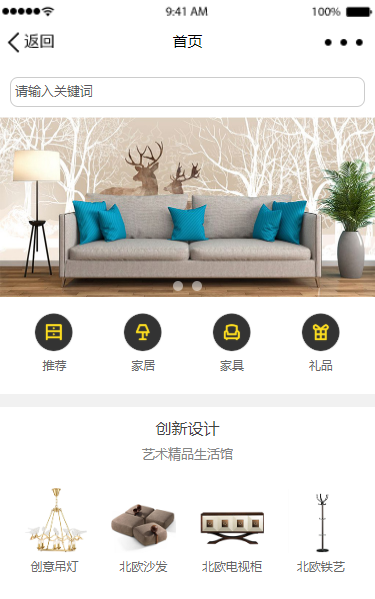 9:41 AM 100%
返回 首页
请输入关键词
推荐 家居 家具 礼品
创新设计
艺术精品生活馆
创意吊灯 北欧沙发 北欧电视柜 北欧铁艺